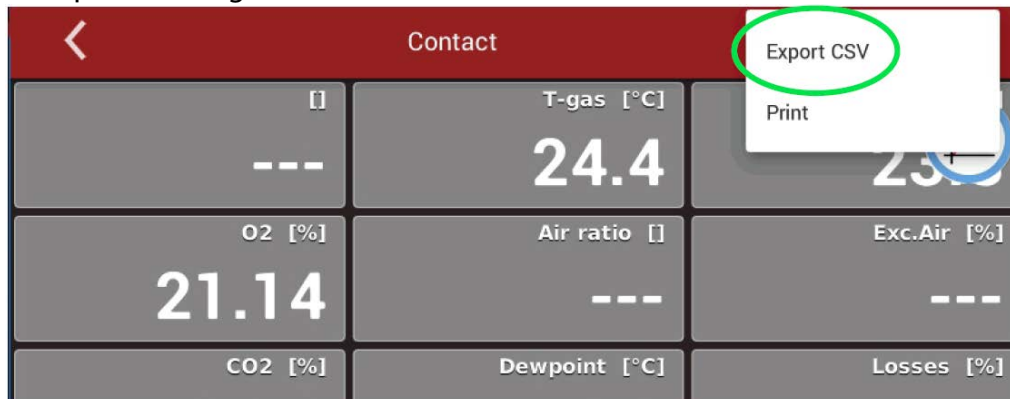 Contact
Export CSV
Print
[] T-gas [°C] ]
--- 24.4
O2 [%] Air ratio [] Exc.Air [%]
21.14 --- ---
CO2 [%] Dewpoint [°C] Losses [%]